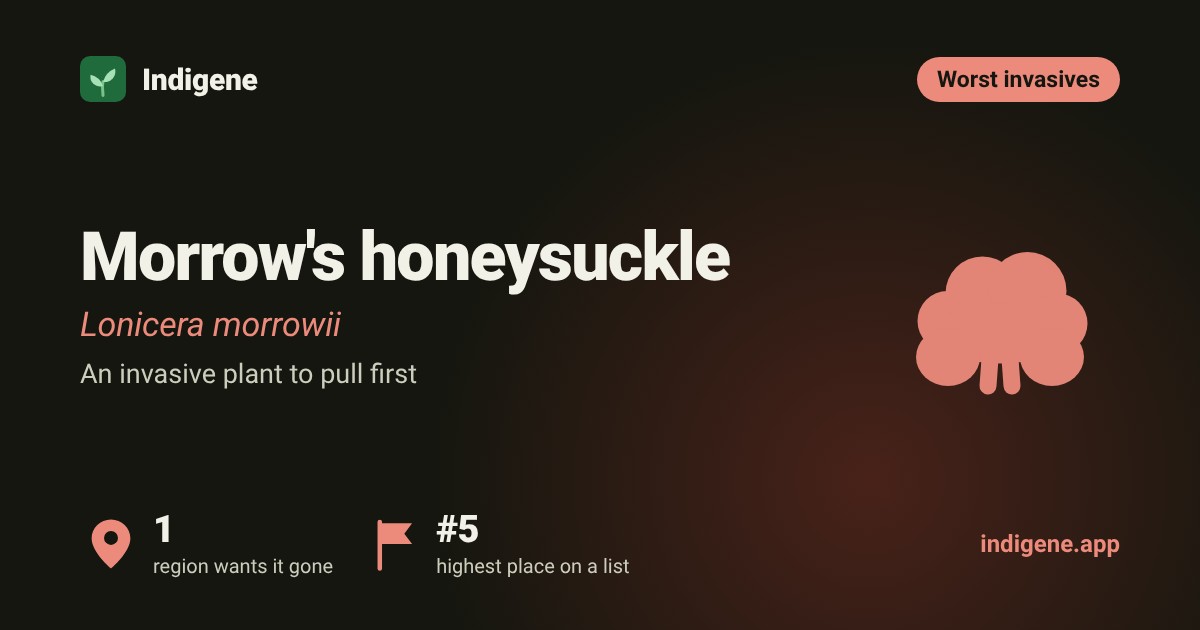 Indigene
Worst invasives
Morrow's honeysuckle
Lonicera morrowii
An invasive plant to pull first
1
region wants it gone
#5
highest place on a list
indigene.app